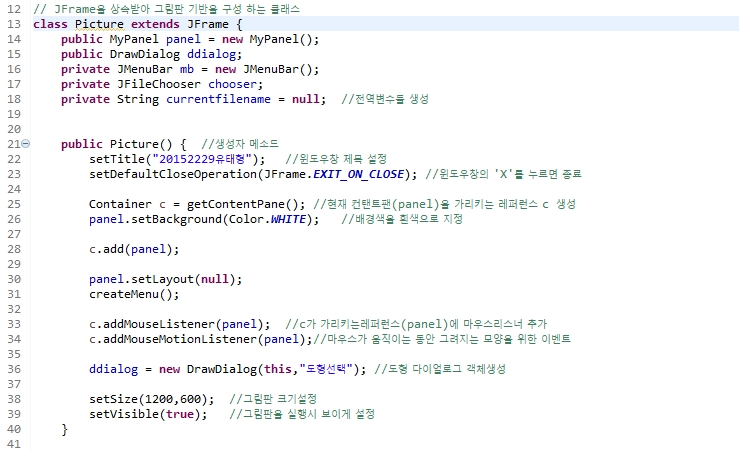 12 // JFrame을 상속받아 그림판 기반을 구성 하는 클래스
13 class Picture extends JFrame {
14 public MyPanel panel = new MyPanel();
15 public DrawDialog ddialog;
16 private JMenuBar mb = new JMenuBar();
17 private JFileChooser chooser;
18 private String currentfilename = null; //전역변수들 생성
19
20
21 public Picture() { //생성자 메소드
22 setTitle("20152229유태형"); //윈도우창 제목 설정
23 setDefaultCloseOperation(JFrame.EXIT_ON_CLOSE); //윈도우창의 'X'를 누르면 종료
24
25 Container c = getContentPane(); //현재 컨탠트팬(panel)을 가리키는 레퍼런스 c 생성
26 panel.setBackground(Color.WHITE); //배경색을 흰색으로 지정
27
28 c.add(panel);
29
30 panel.setLayout(null);
31 createMenu();
32
33 c.addMouseListener(panel); //c가 가리키는레퍼런스(panel)에 마우스리스너 추가
34 c.addMouseMotionListener(panel);//마우스가 움직이는 동안 그려지는 모양을 위한 이벤트
35
36 ddialog = new DrawDialog(this,"도형선택"); //도형 다이얼로그 객체생성
37
38 setSize(1200,600); //그림판 크기설정
39 setVisible(true); //그림판을 실행시 보이게 설정
40 }
41